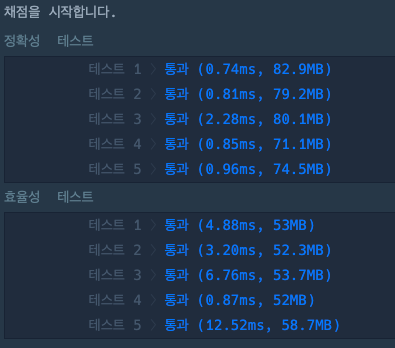 채점을 시작합니다.
정확성 테스트
테스트 1 〉 통과 (0.74ms, 82.9MB)
테스트 2 〉 통과 (0.81ms, 79.2MB)
테스트 3 〉 통과 (2.28ms, 80.1MB)
테스트 4 〉 통과 (0.85ms, 71.1MB)
테스트 5 〉 통과 (0.96ms, 74.5MB)
효율성 테스트
테스트 1 〉 통과 (4.88ms, 53MB)
테스트 2 〉 통과 (3.20ms, 52.3MB)
테스트 3 〉 통과 (6.76ms, 53.7MB)
테스트 4 〉 통과 (0.87ms, 52MB)
테스트 5 〉 통과 (12.52ms, 58.7MB)